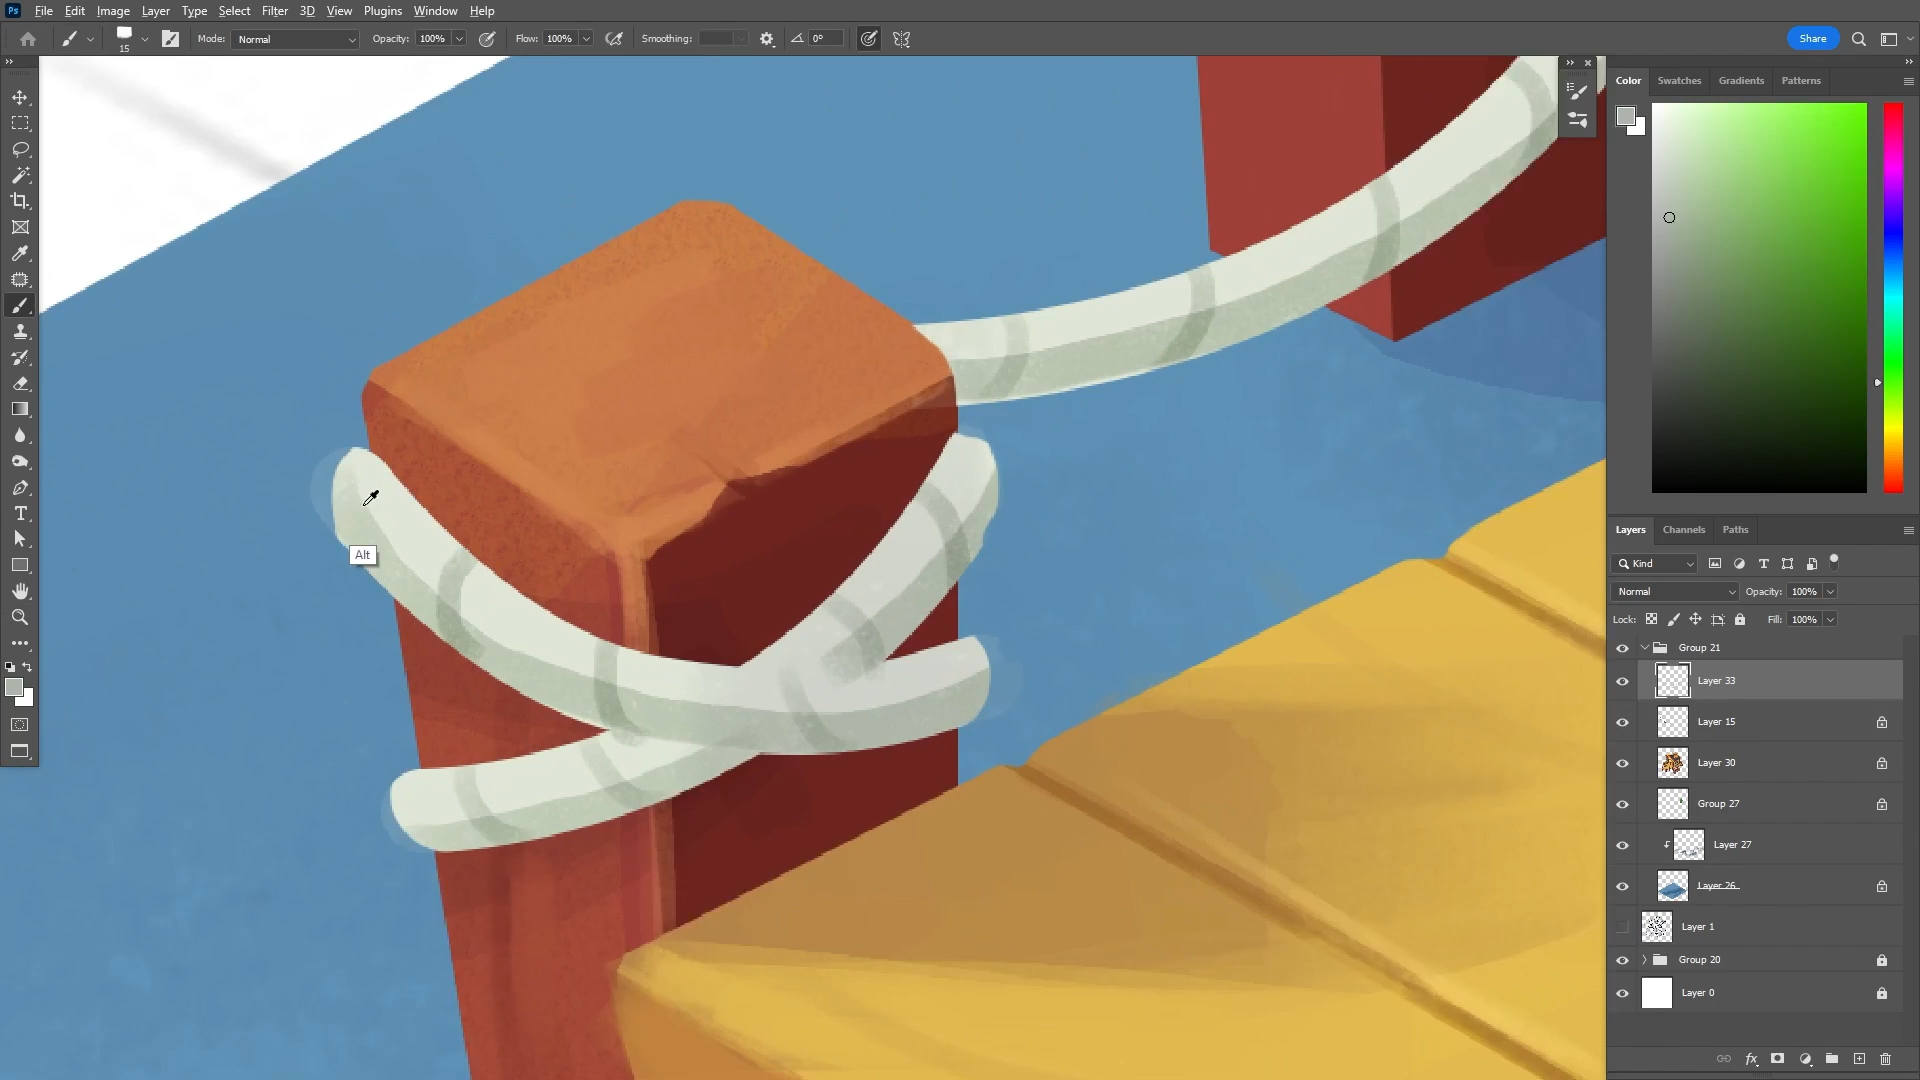 Ps File Edit Image Layer Type Select Filter 3D View Plugins Window Help
15 Mode: Normal Opacity: 100% Flow: 100% Smoothing: 0° Share
Color Swatches Gradients Patterns
Alt
Layers Channels Paths
Kind
Normal Opacity: 100%
Lock: Fill: 100%
Group 21
Layer 33
Layer 15
Layer 30
Group 27
Layer 27
Layer 26
Layer 1
Group 20
Layer 0
fx